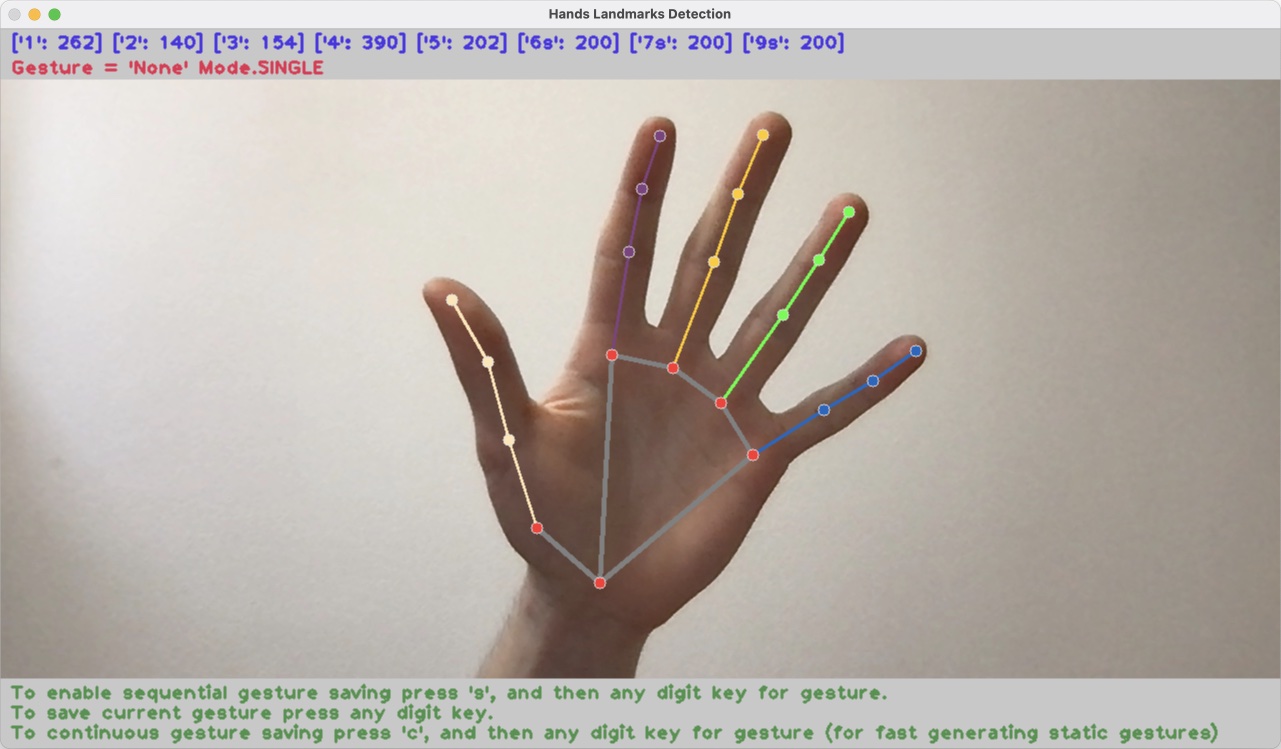 Hands Landmarks Detection
['1': 262] ['2': 140] ['3': 154] ['4': 390] ['5': 202] ['6s': 200] ['7s': 200] ['9s': 200]
Gesture = 'None' Mode.SINGLE
To enable sequential gesture saving press 's', and then any digit key for gesture.
To save current gesture press any digit key.
To continuous gesture saving press 'c', and then any digit key for gesture (for fast generating static gestures)